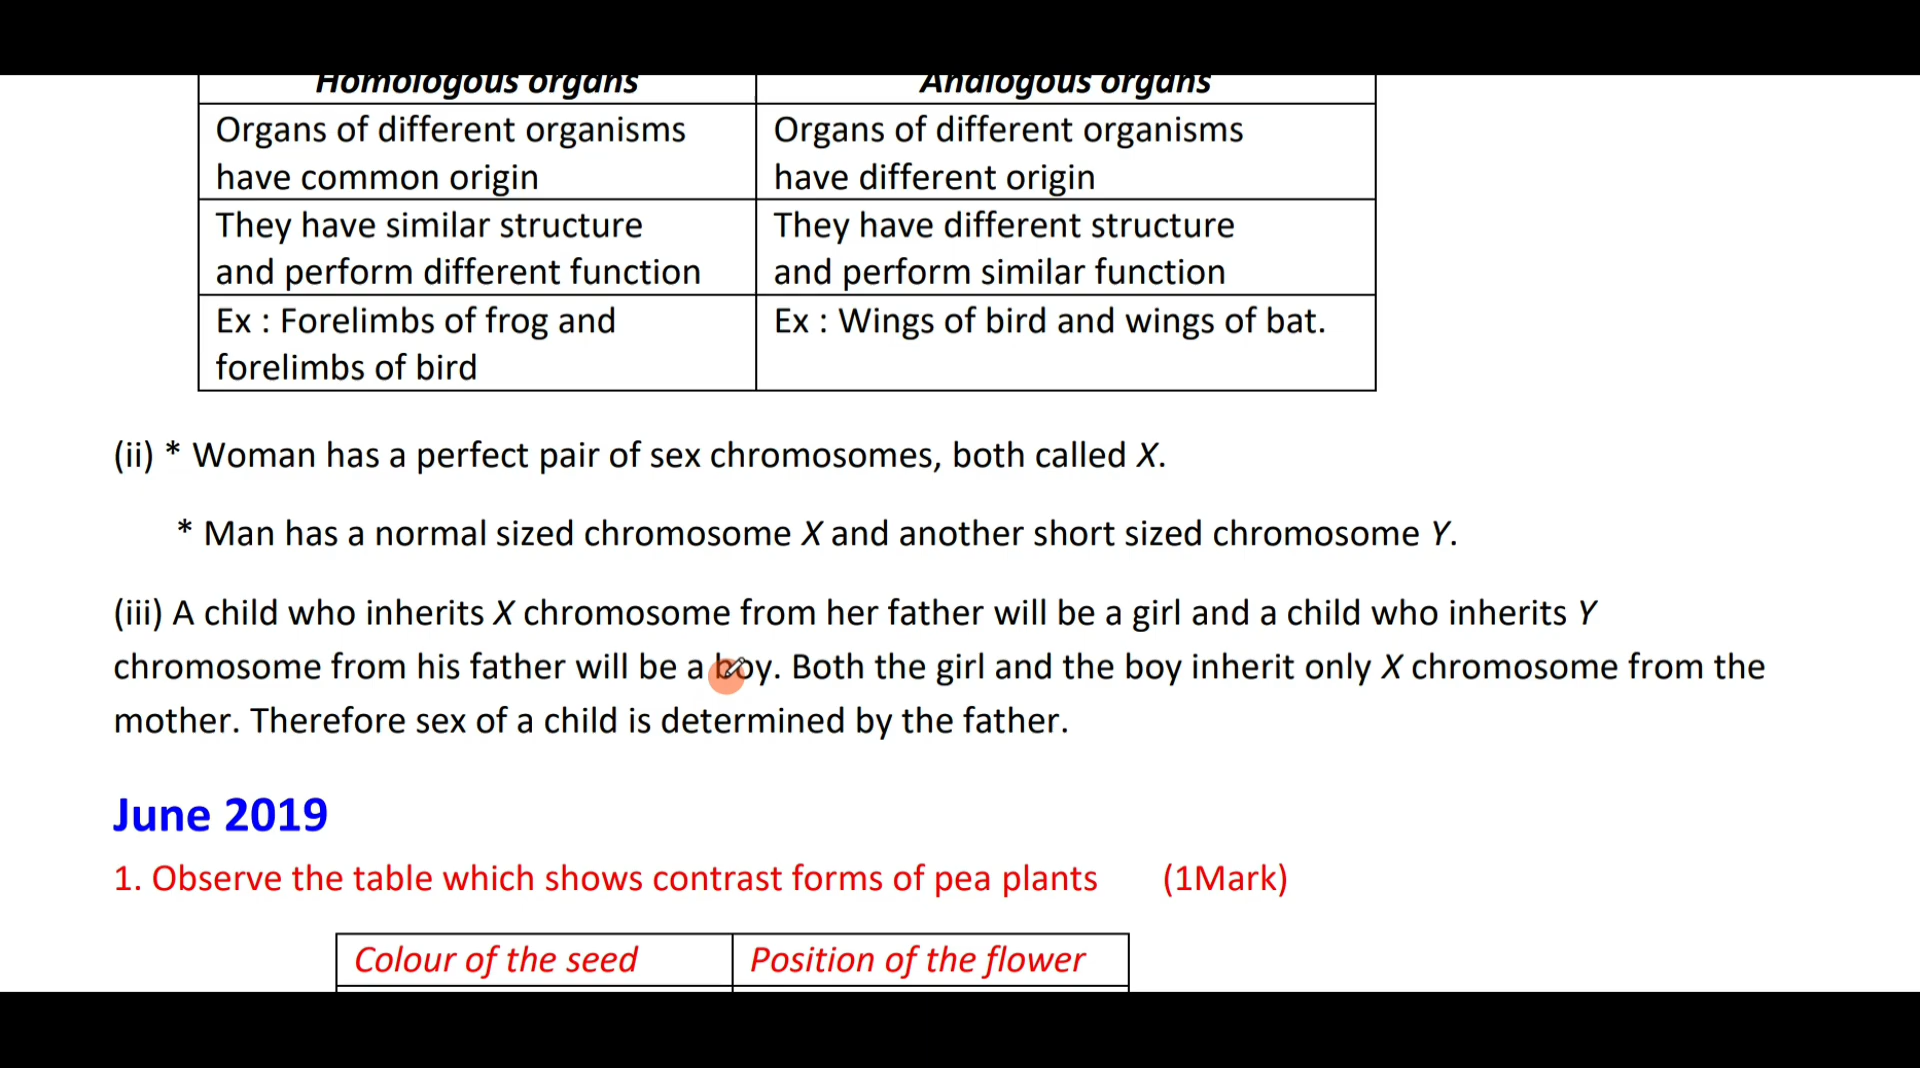 Homologous organs
Analogous organs
Organs of different organisms
have common origin
Organs of different organisms
have different origin
They have similar structure
and perform different function
They have different structure
and perform similar function
Ex : Forelimbs of frog and
forelimbs of bird
Ex : Wings of bird and wings of bat.
(ii) * Woman has a perfect pair of sex chromosomes, both called X.
* Man has a normal sized chromosome X and another short sized chromosome Y.
(iii) A child who inherits X chromosome from her father will be a girl and a child who inherits Y
chromosome from his father will be a boy. Both the girl and the boy inherit only X chromosome from the
mother. Therefore sex of a child is determined by the father.
June 2019
1. Observe the table which shows contrast forms of pea plants (1Mark)
Colour of the seed
Position of the flower